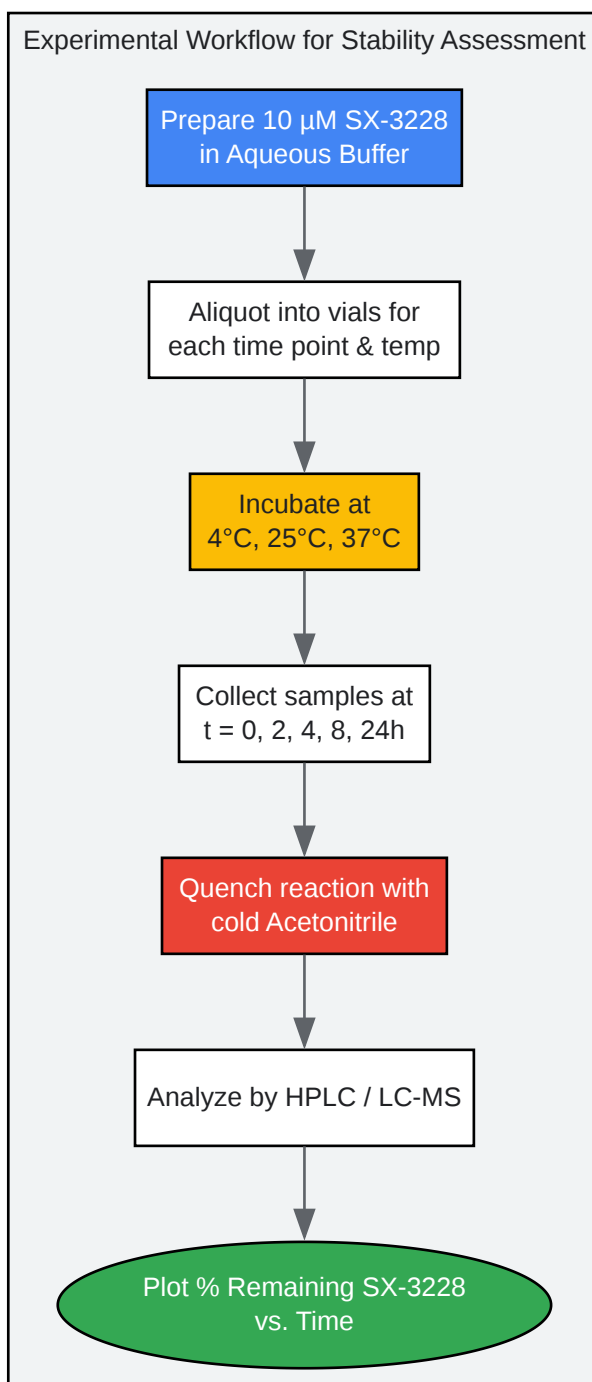 Experimental Workflow for Stability Assessment
Prepare 10 µM SX-3228
in Aqueous Buffer
Aliquot into vials for
each time point & temp
Incubate at
4°C, 25°C, 37°C
Collect samples at
t = 0, 2, 4, 8, 24h
Quench reaction with
cold Acetonitrile
Analyze by HPLC / LC-MS
Plot % Remaining SX-3228
vs. Time